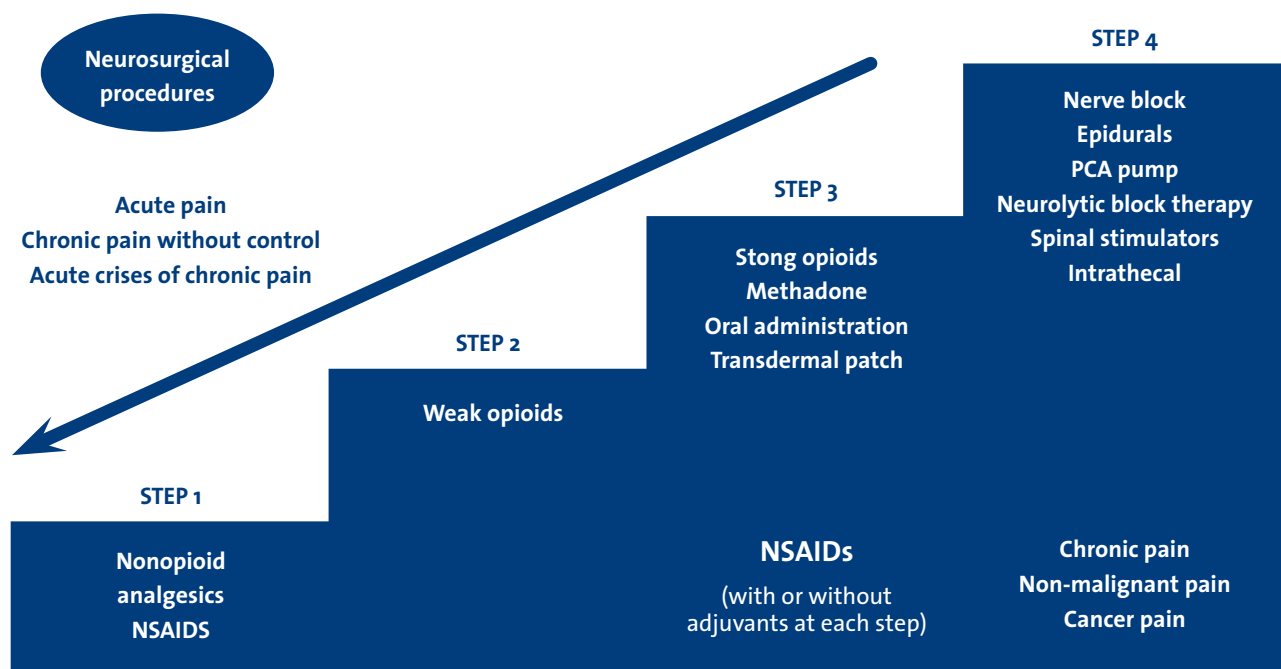 Neurosurgical
procedures
Acute pain
Chronic pain without control
Acute crises of chronic pain
STEP 1
Nonopioid
analgesics
NSAIDS
STEP 2
Weak opioids
STEP 3
Stong opioids
Methadone
Oral administration
Transdermal patch
NSAIDs
(with or without
adjuvants at each step)
STEP 4
Nerve block
Epidurals
PCA pump
Neurolytic block therapy
Spinal stimulators
Intrathecal
Chronic pain
Non-malignant pain
Cancer pain